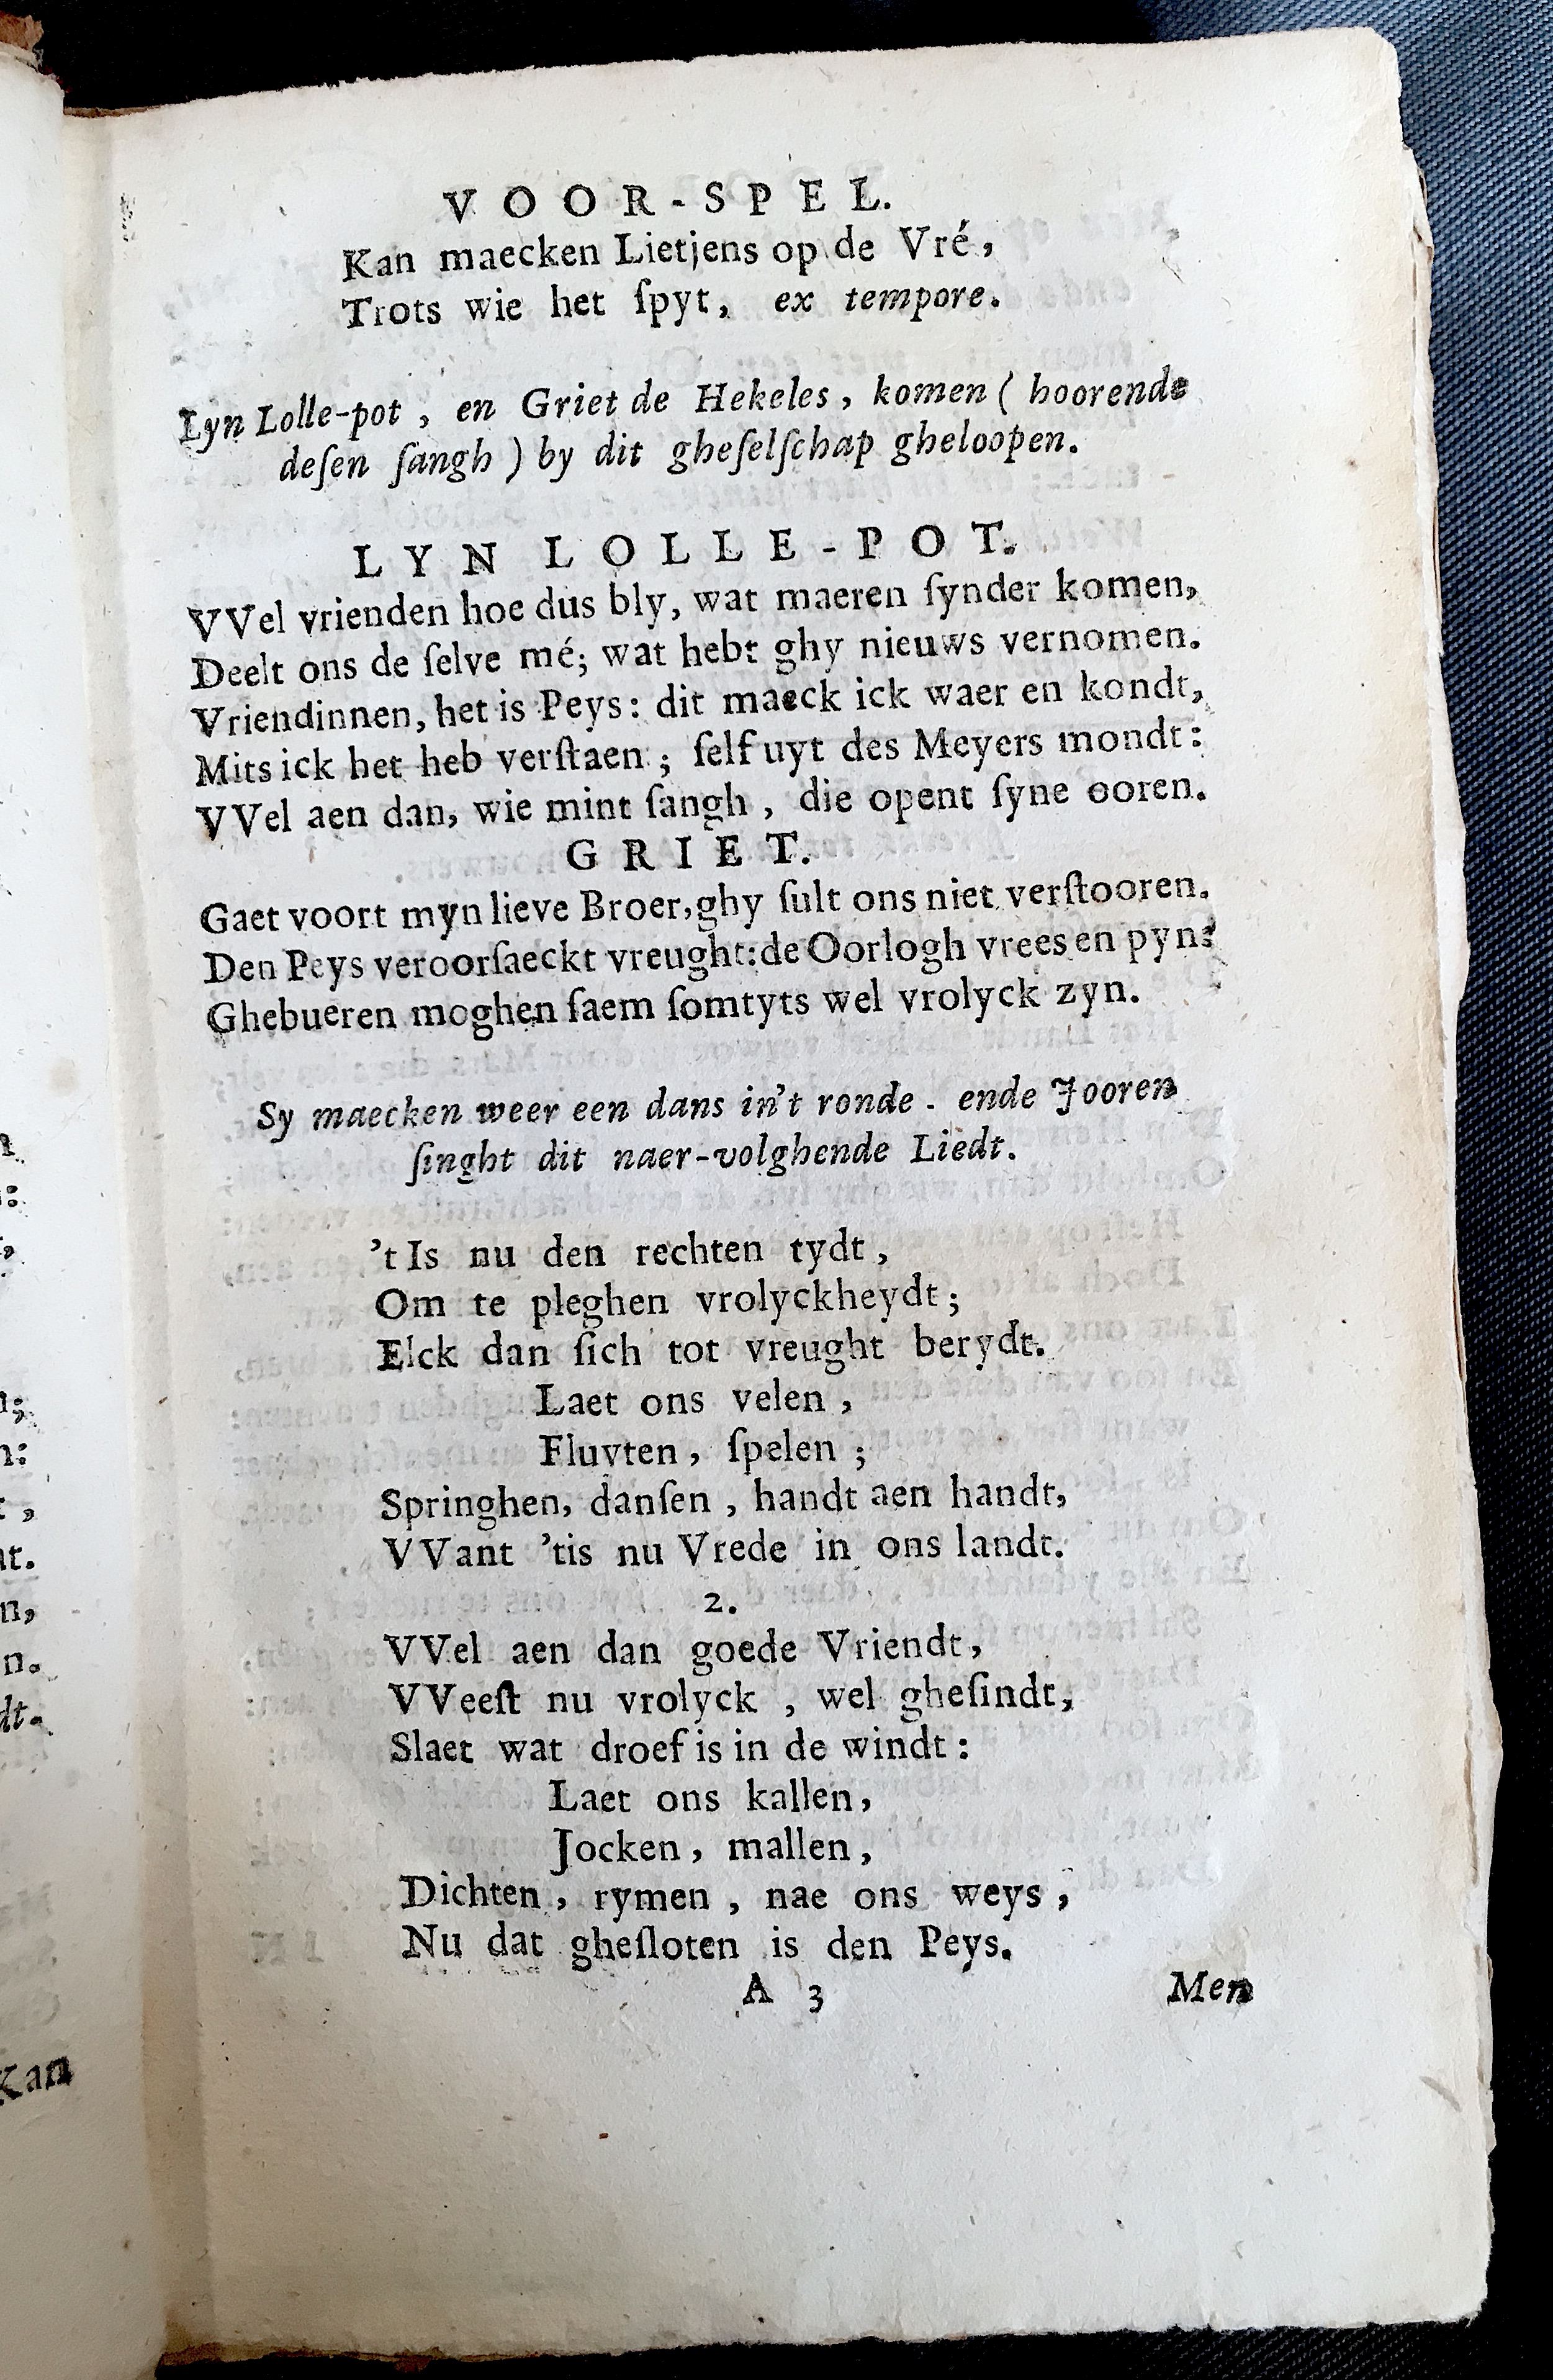 VOOR-SPEL.
Kan maecken Lietjens op de Vré,
Trots wie het ſpyt, ex tempore.
Lyn Lolle-pot, en Griet de Hekeles, komen (hoorende
deſen ſangh) by dit gheſelſchap gheloopen.
LYN LOLLE-POT.
VVel vrienden hoe dus bly, wat maeren ſynder komen,
Deelt ons de ſelve mé; wat hebt ghy nieuws vernomen.
Vriendinnen, het is Peys: dit maeck ick waer en kondt,
Mits ick het heb verſtaen; ſelf uyt des Meyers mondt:
VVel aen dan, wie mint ſangh, die opent ſyne ooren.
GRIET.
Gaet voort myn lieve Broer, ghy ſult ons niet verſtooren.
Den Peys veroorſaeckt vreught: de Oorlogh vrees en pyn:
Ghebueren moghen ſaem ſomtyts wel vrolyck zyn.
Sy maecken weer een dans in't ronde. ende Jooren
ſinght dit naer-volghende Liedt.
't Is nu den rechten tydt,
Om te pleghen vrolyckheydt;
Elck dan ſich tot vreught berydt.
Laet ons velen,
Fluyten, ſpelen;
Springhen, danſen, handt aen handt,
VVant 'tis nu Vrede in ons landt.
2.
VVel aen dan goede Vriendt,
VVeeſt nu vrolyck, wel gheſindt,
Slaet wat droef is in de windt:
Laet ons kallen,
Jocken, mallen,
Dichten, rymen, nae ons weys,
Nu dat gheſloten is den Peys.
A 3 Men
Kan